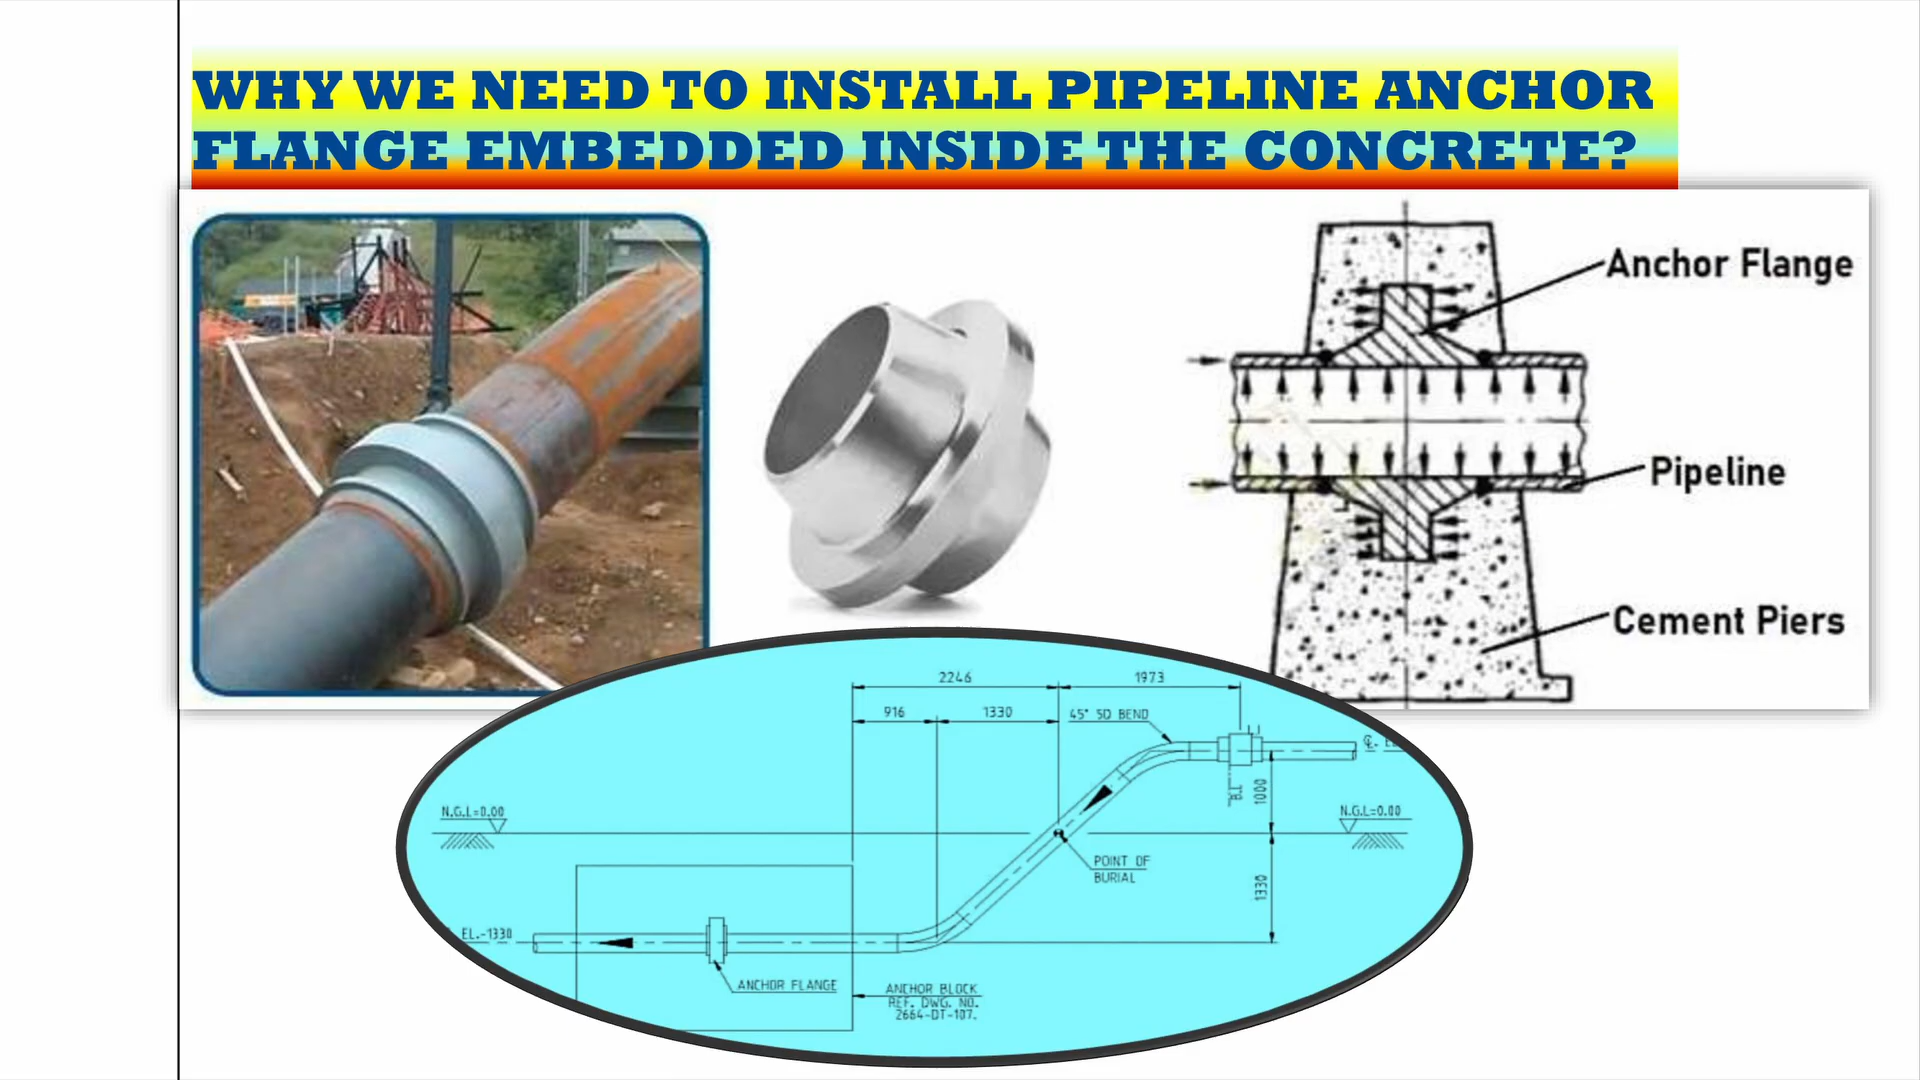 WHY WE NEED TO INSTALL PIPELINE ANCHOR
FLANGE EMBEDDED INSIDE THE CONCRETE?
Anchor Flange
Pipeline
Cement Piers
2246
1973
916
1330
45° 5D BEND
N.G.L=0.00
1000
N.G.L=0.00
POINT OF
BURIAL
1330
EL.-1330
ANCHOR FLANGE
ANCHOR BLOCK
REF. DWG. NO.
2664-DT-107.